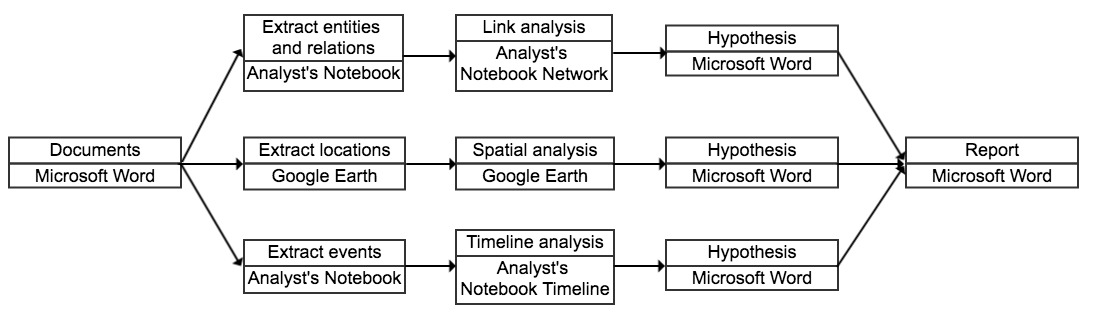 Extract entities
and relations
Analyst's Notebook
Link analysis
Analyst's
Notebook Network
Hypothesis
Microsoft Word
Documents
Microsoft Word
Extract locations
Google Earth
Spatial analysis
Google Earth
Hypothesis
Microsoft Word
Report
Microsoft Word
Extract events
Analyst's Notebook
Timeline analysis
Analyst's
Notebook Timeline
Hypothesis
Microsoft Word